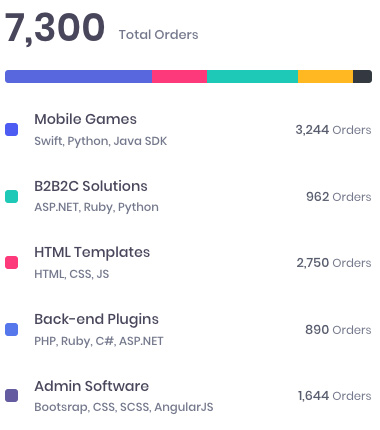 7,300 Total Orders
Mobile Games
Swift, Python, Java SDK
3,244 Orders
B2B2C Solutions
ASP.NET, Ruby, Python
962 Orders
HTML Templates
HTML, CSS, JS
2,750 Orders
Back-end Plugins
PHP, Ruby, C#, ASP.NET
890 Orders
Admin Software
Bootsrap, CSS, SCSS, AngularJS
1,644 Orders